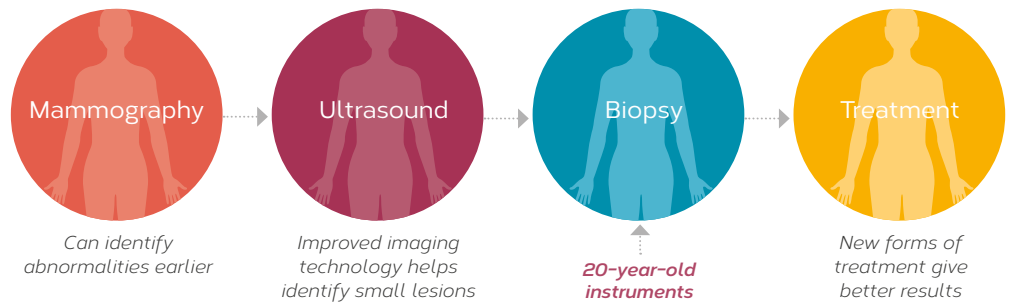 Mammography
Ultrasound
Biopsy
Treatment
Can identify
abnormalities earlier
Improved imaging
technology helps
identify small lesions
20-year-old
instruments
New forms of
treatment give
better results